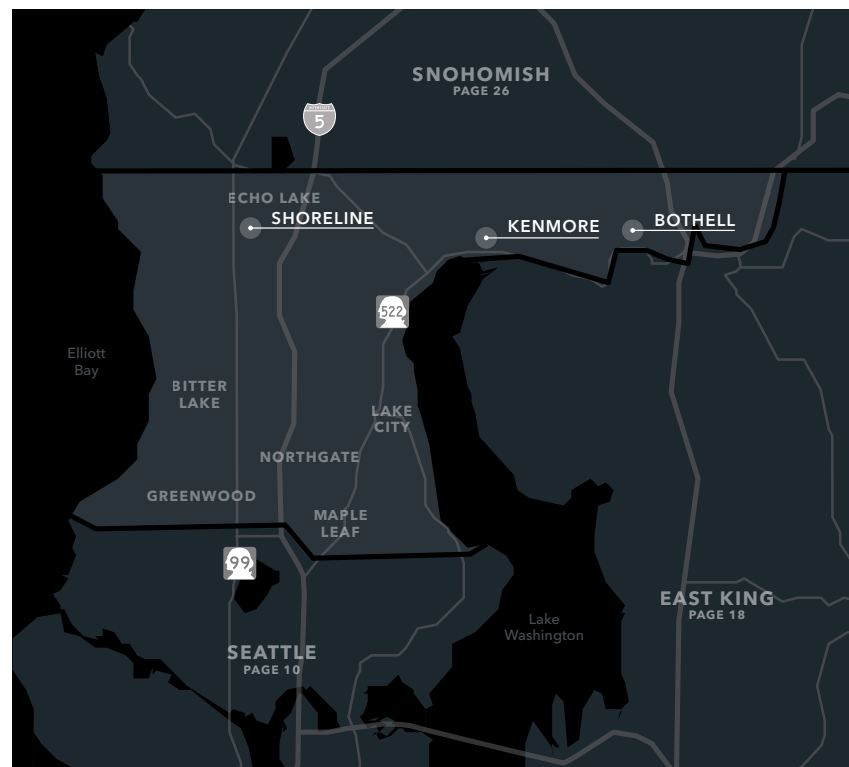 SNOHOMISH
PAGE 26
5
ECHO LAKE
SHORELINE
KENMORE
BOTHELL
522
Elliott
Bay
BITTER
LAKE
LAKE
CITY
NORTHGATE
GREENWOOD
MAPLE
LEAF
99
EAST KING
PAGE 18
Lake
Washington
SEATTLE
PAGE 10